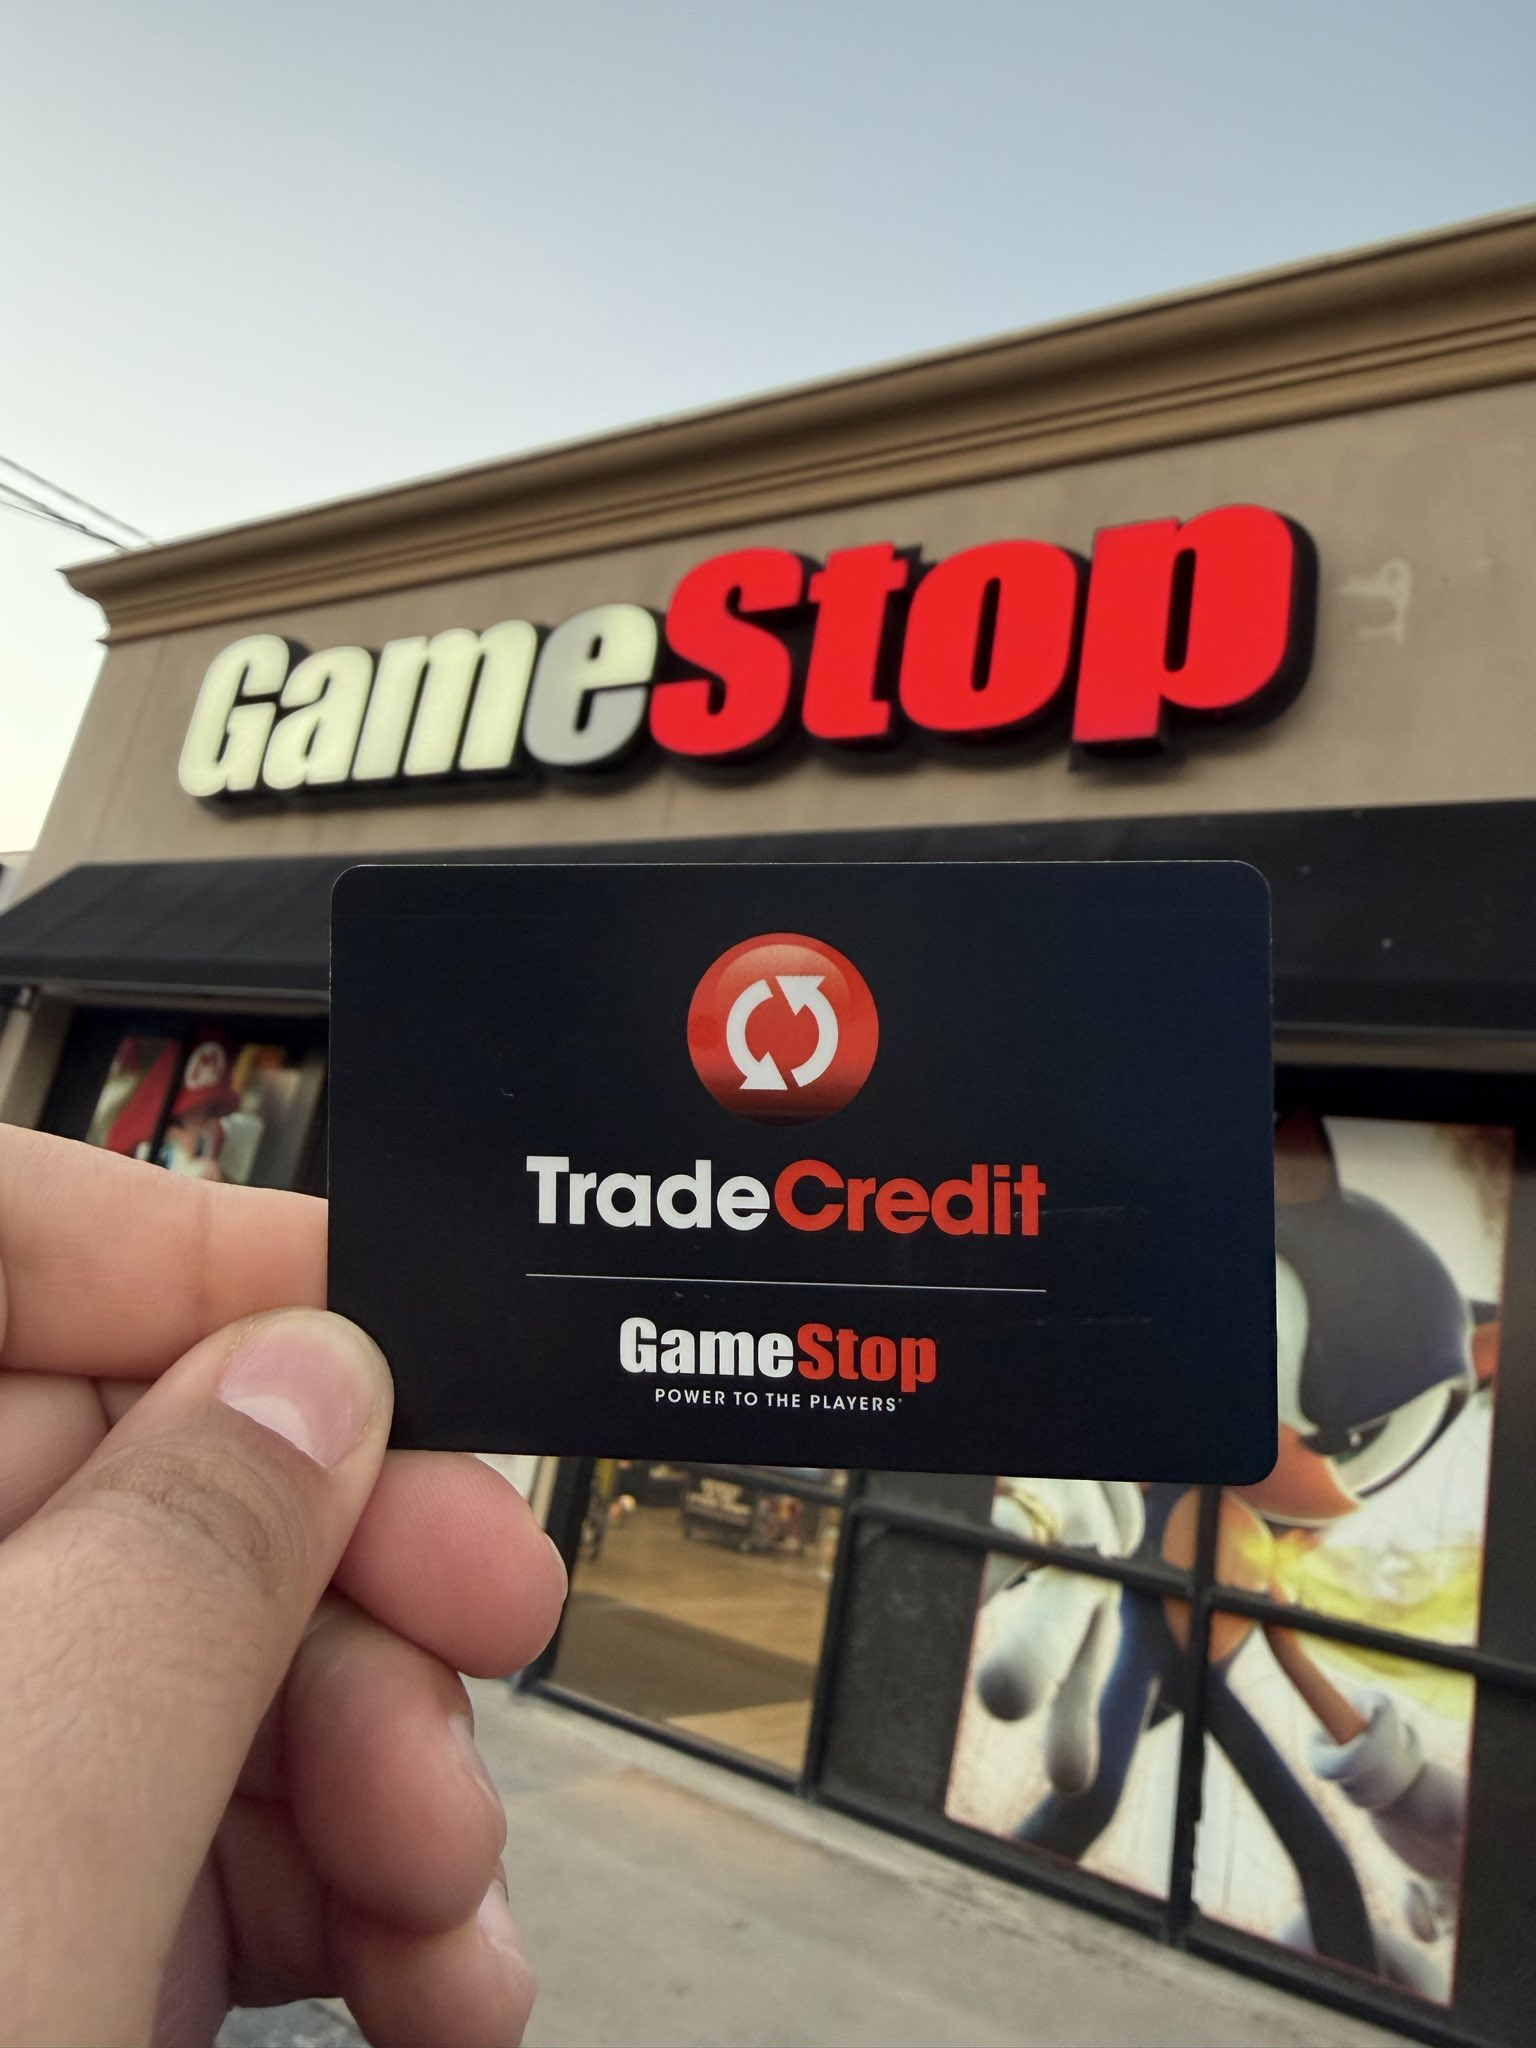 GameStop
TradeCredit
GameStop
POWER TO THE PLAYERS®